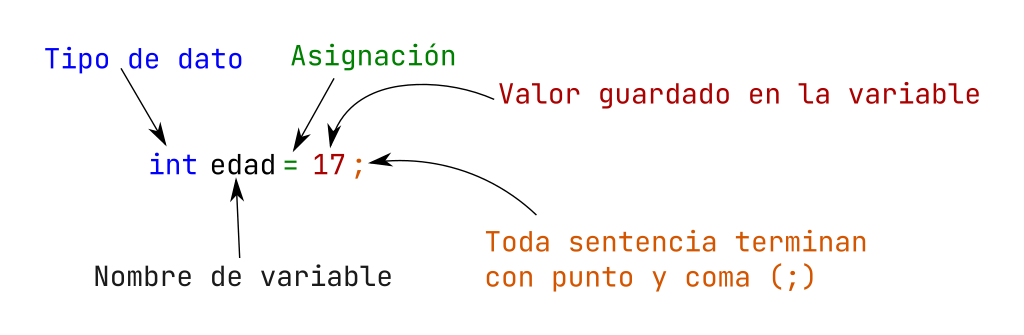 Tipo de dato
Asignación
Valor guardado en la variable
int edad = 17 ;
Nombre de variable
Toda sentencia terminan
con punto y coma (;)